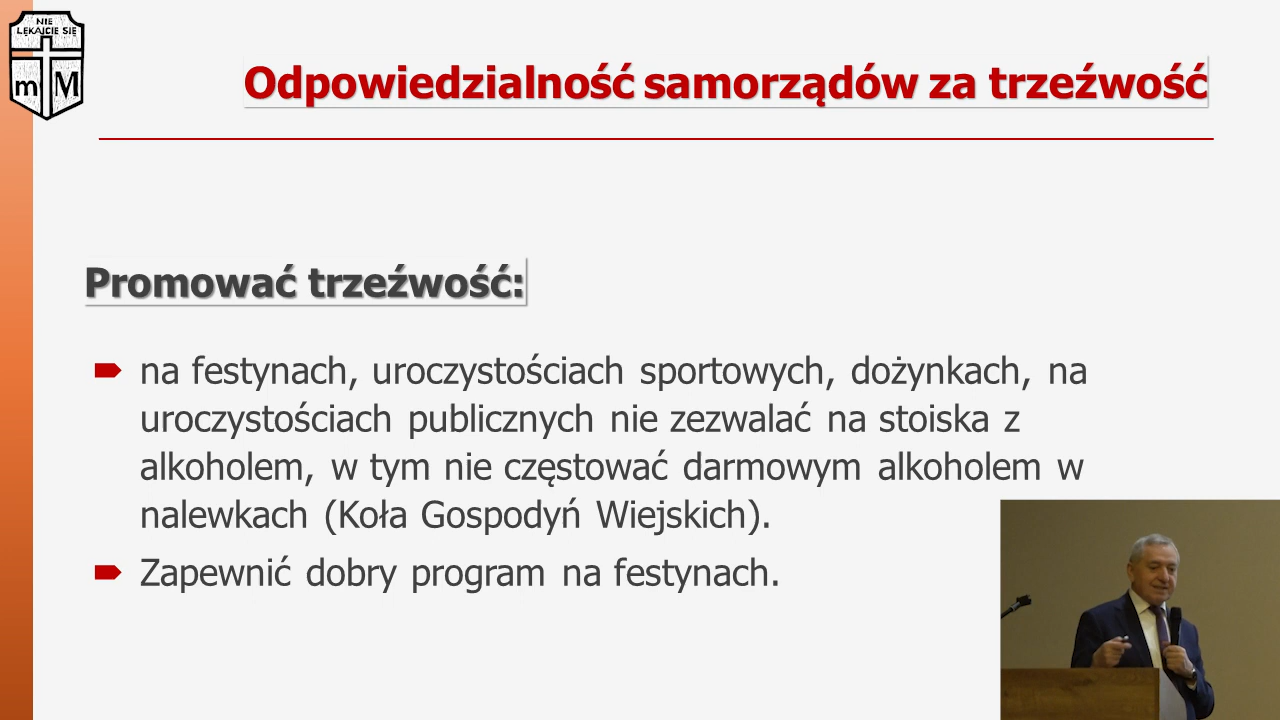 NIE
LĘKAJCIE SIĘ
m M
Odpowiedzialność samorządów za trzeźwość
Promować trzeźwość:
na festynach, uroczystościach sportowych, dożynkach, na
uroczystościach publicznych nie zezwalać na stoiska z
alkoholem, w tym nie częstować darmowym alkoholem w
nalewkach (Koła Gospodyń Wiejskich).
Zapewnić dobry program na festynach.